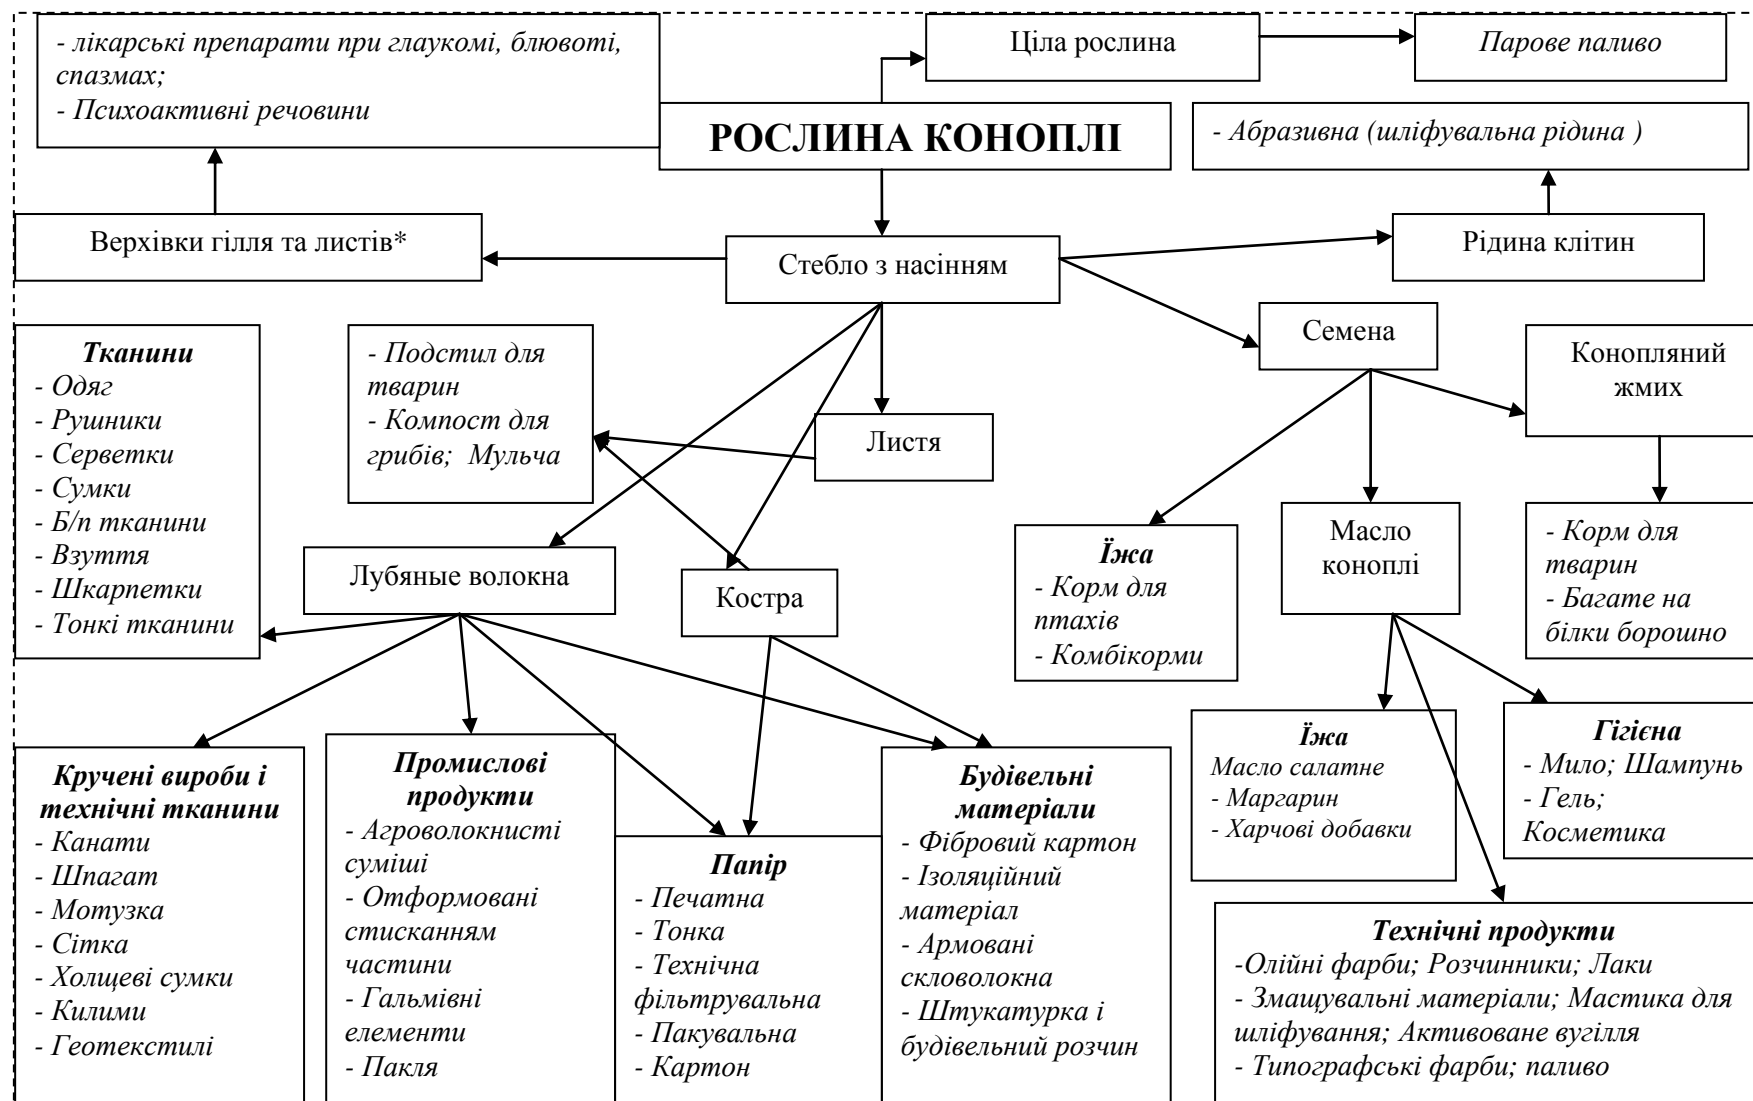 - лікарські препарати при глаукомі, блювоті,
спазмах;
- Психоактивні речовини
Ціла рослина
Парове паливо
РОСЛИНА КОНОПЛІ
- Абразивна (шліфувальна рідина )
Верхівки гілля та листів*
Стебло з насінням
Рідина клітин
Тканини
- Одяг
- Рушники
- Серветки
- Сумки
- Б/п тканини
- Взуття
- Шкарпетки
- Тонкі тканини
- Подстил для
тварин
- Компост для
грибів; Мульча
Листя
Семена
Конопляний
жмих
Лубяные волокна
Костра
Їжа
- Корм для
птахів
- Комбікорми
Масло
коноплі
- Корм для
тварин
- Багате на
білки борошно
Кручені вироби і
технічні тканини
- Канати
- Шпагат
- Мотузка
- Сітка
- Холщеві сумки
- Килими
- Геотекстилі
Промислові
продукти
- Агроволокнисті
суміші
- Отформовані
стисканням
частини
- Гальмівні
елементи
- Пакля
Папір
- Печатна
- Тонка
- Технічна
фільтрувальна
- Пакувальна
- Картон
Будівельні
матеріали
- Фібровий картон
- Ізоляційний
матеріал
- Армовані
скловолокна
- Штукатурка і
будівельний розчин
Їжа
Масло салатне
- Маргарин
- Харчові добавки
Гігієна
- Мило; Шампунь
- Гель;
Косметика
Технічні продукти
-Олійні фарби; Розчинники; Лаки
- Змащувальні матеріали; Мастика для
шліфування; Активоване вугілля
- Типографські фарби; паливо